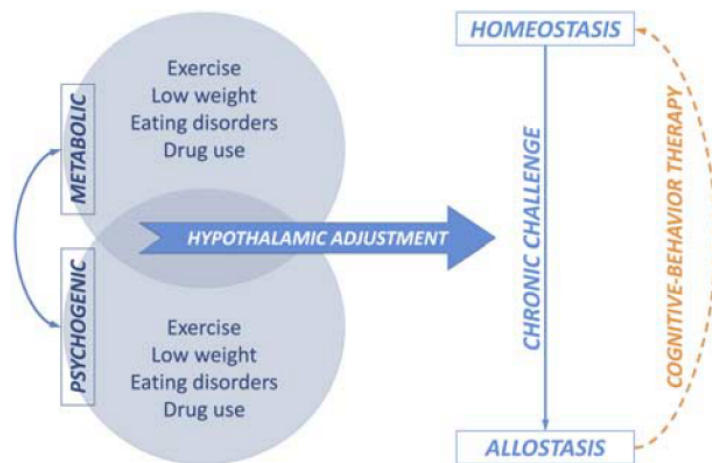 METABOLIC
Exercise
Low weight
Eating disorders
Drug use
HYPOTHALAMIC ADJUSTMENT
PSYCHOGENIC
Exercise
Low weight
Eating disorders
Drug use
HOMEOSTASIS
CHRONIC CHALLENGE
COGNITIVE-BEHAVIOR THERAPY
ALLOSTASIS